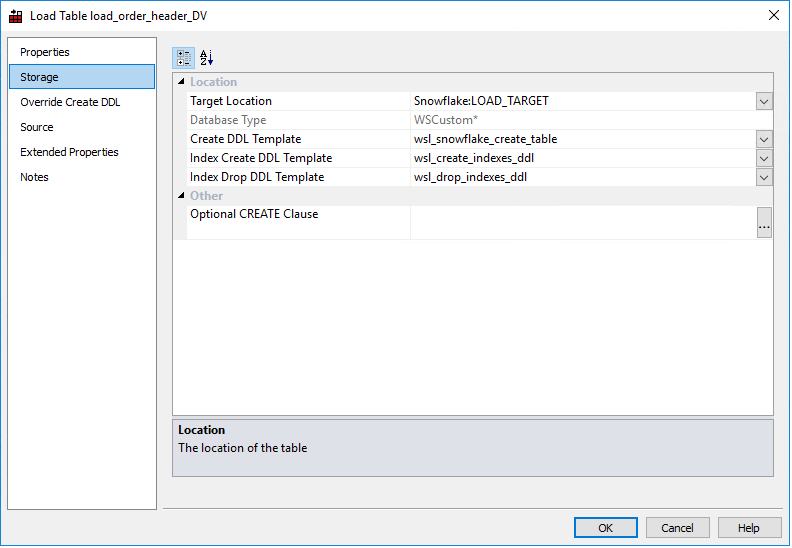 Load Table load_order_header_DV
Properties
Storage
Override Create DDL
Source
Extended Properties
Notes
Location
Target Location Snowflake:LOAD_TARGET
Database Type WSCustom*
Create DDL Template wsl_snowflake_create_table
Index Create DDL Template wsl_create_indexes_ddl
Index Drop DDL Template wsl_drop_indexes_ddl
Other
Optional CREATE Clause
...
Location
The location of the table
OK Cancel Help